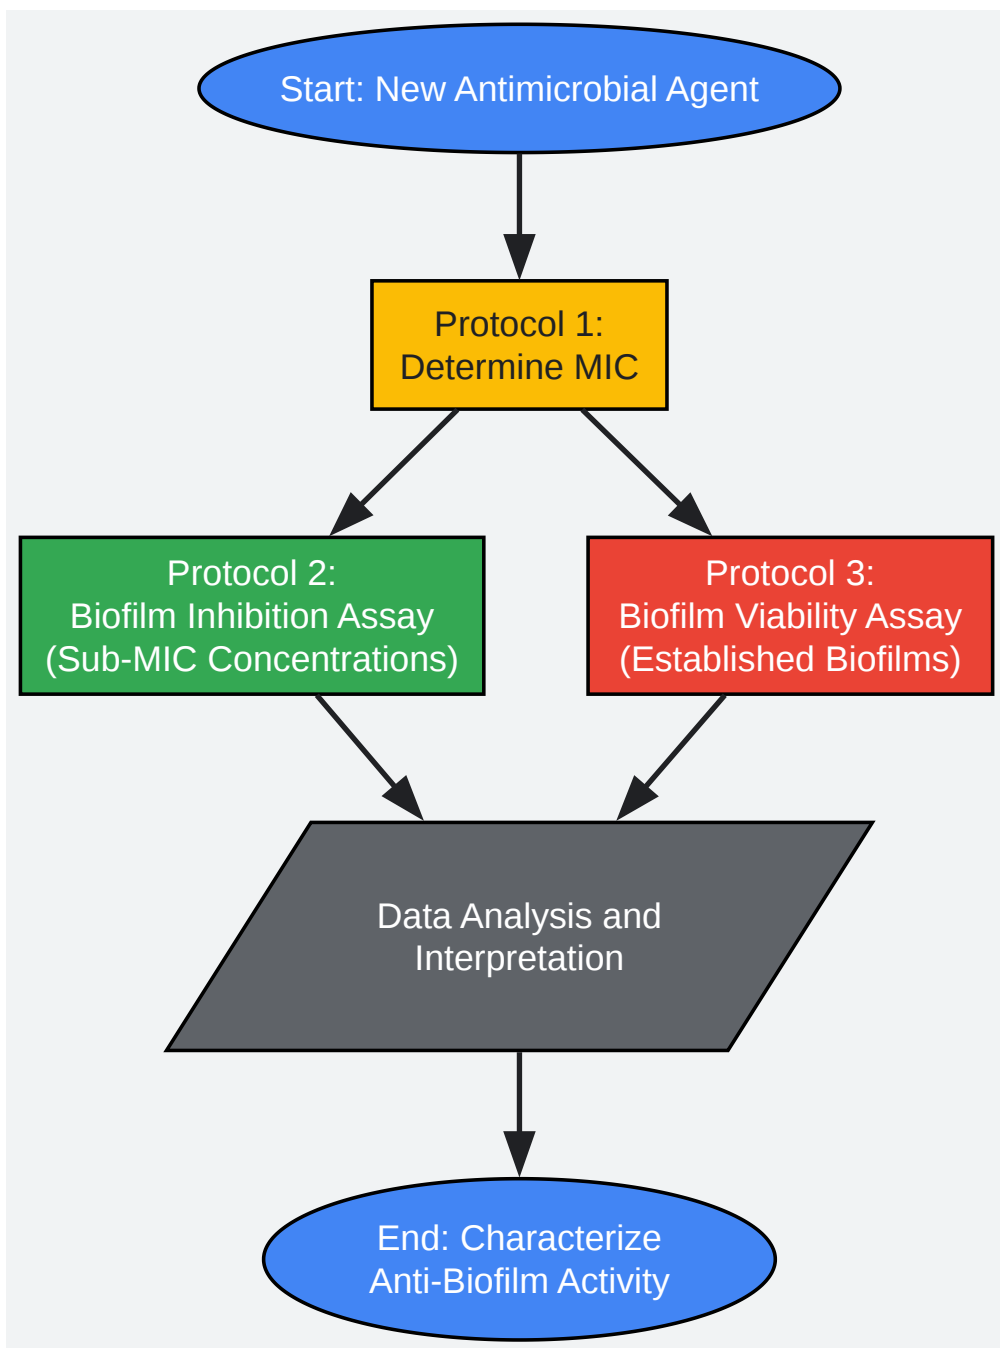 Start: New Antimicrobial Agent
Protocol 1:
Determine MIC
Protocol 2:
Biofilm Inhibition Assay
(Sub-MIC Concentrations)
Protocol 3:
Biofilm Viability Assay
(Established Biofilms)
Data Analysis and
Interpretation
End: Characterize
Anti-Biofilm Activity